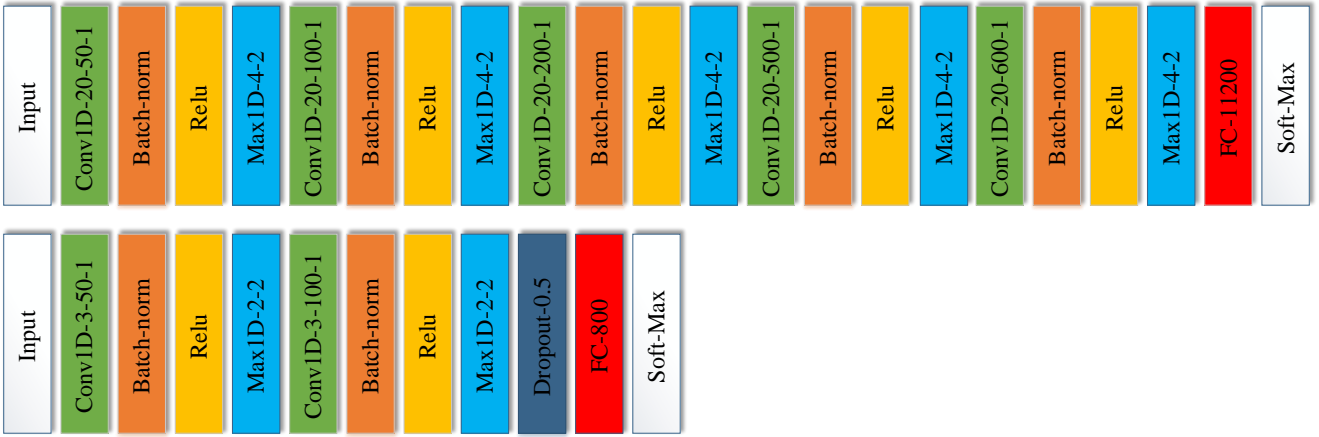 Input
Conv1D-20-50-1
Batch-norm
Relu
Max1D-4-2
Conv1D-20-100-1
Batch-norm
Relu
Max1D-4-2
Conv1D-20-200-1
Batch-norm
Relu
Max1D-4-2
Conv1D-20-500-1
Batch-norm
Relu
Max1D-4-2
Conv1D-20-600-1
Batch-norm
Relu
Max1D-4-2
FC-11200
Soft-Max
Input
Conv1D-3-50-1
Batch-norm
Relu
Max1D-2-2
Conv1D-3-100-1
Batch-norm
Relu
Max1D-2-2
Dropout-0.5
FC-800
Soft-Max